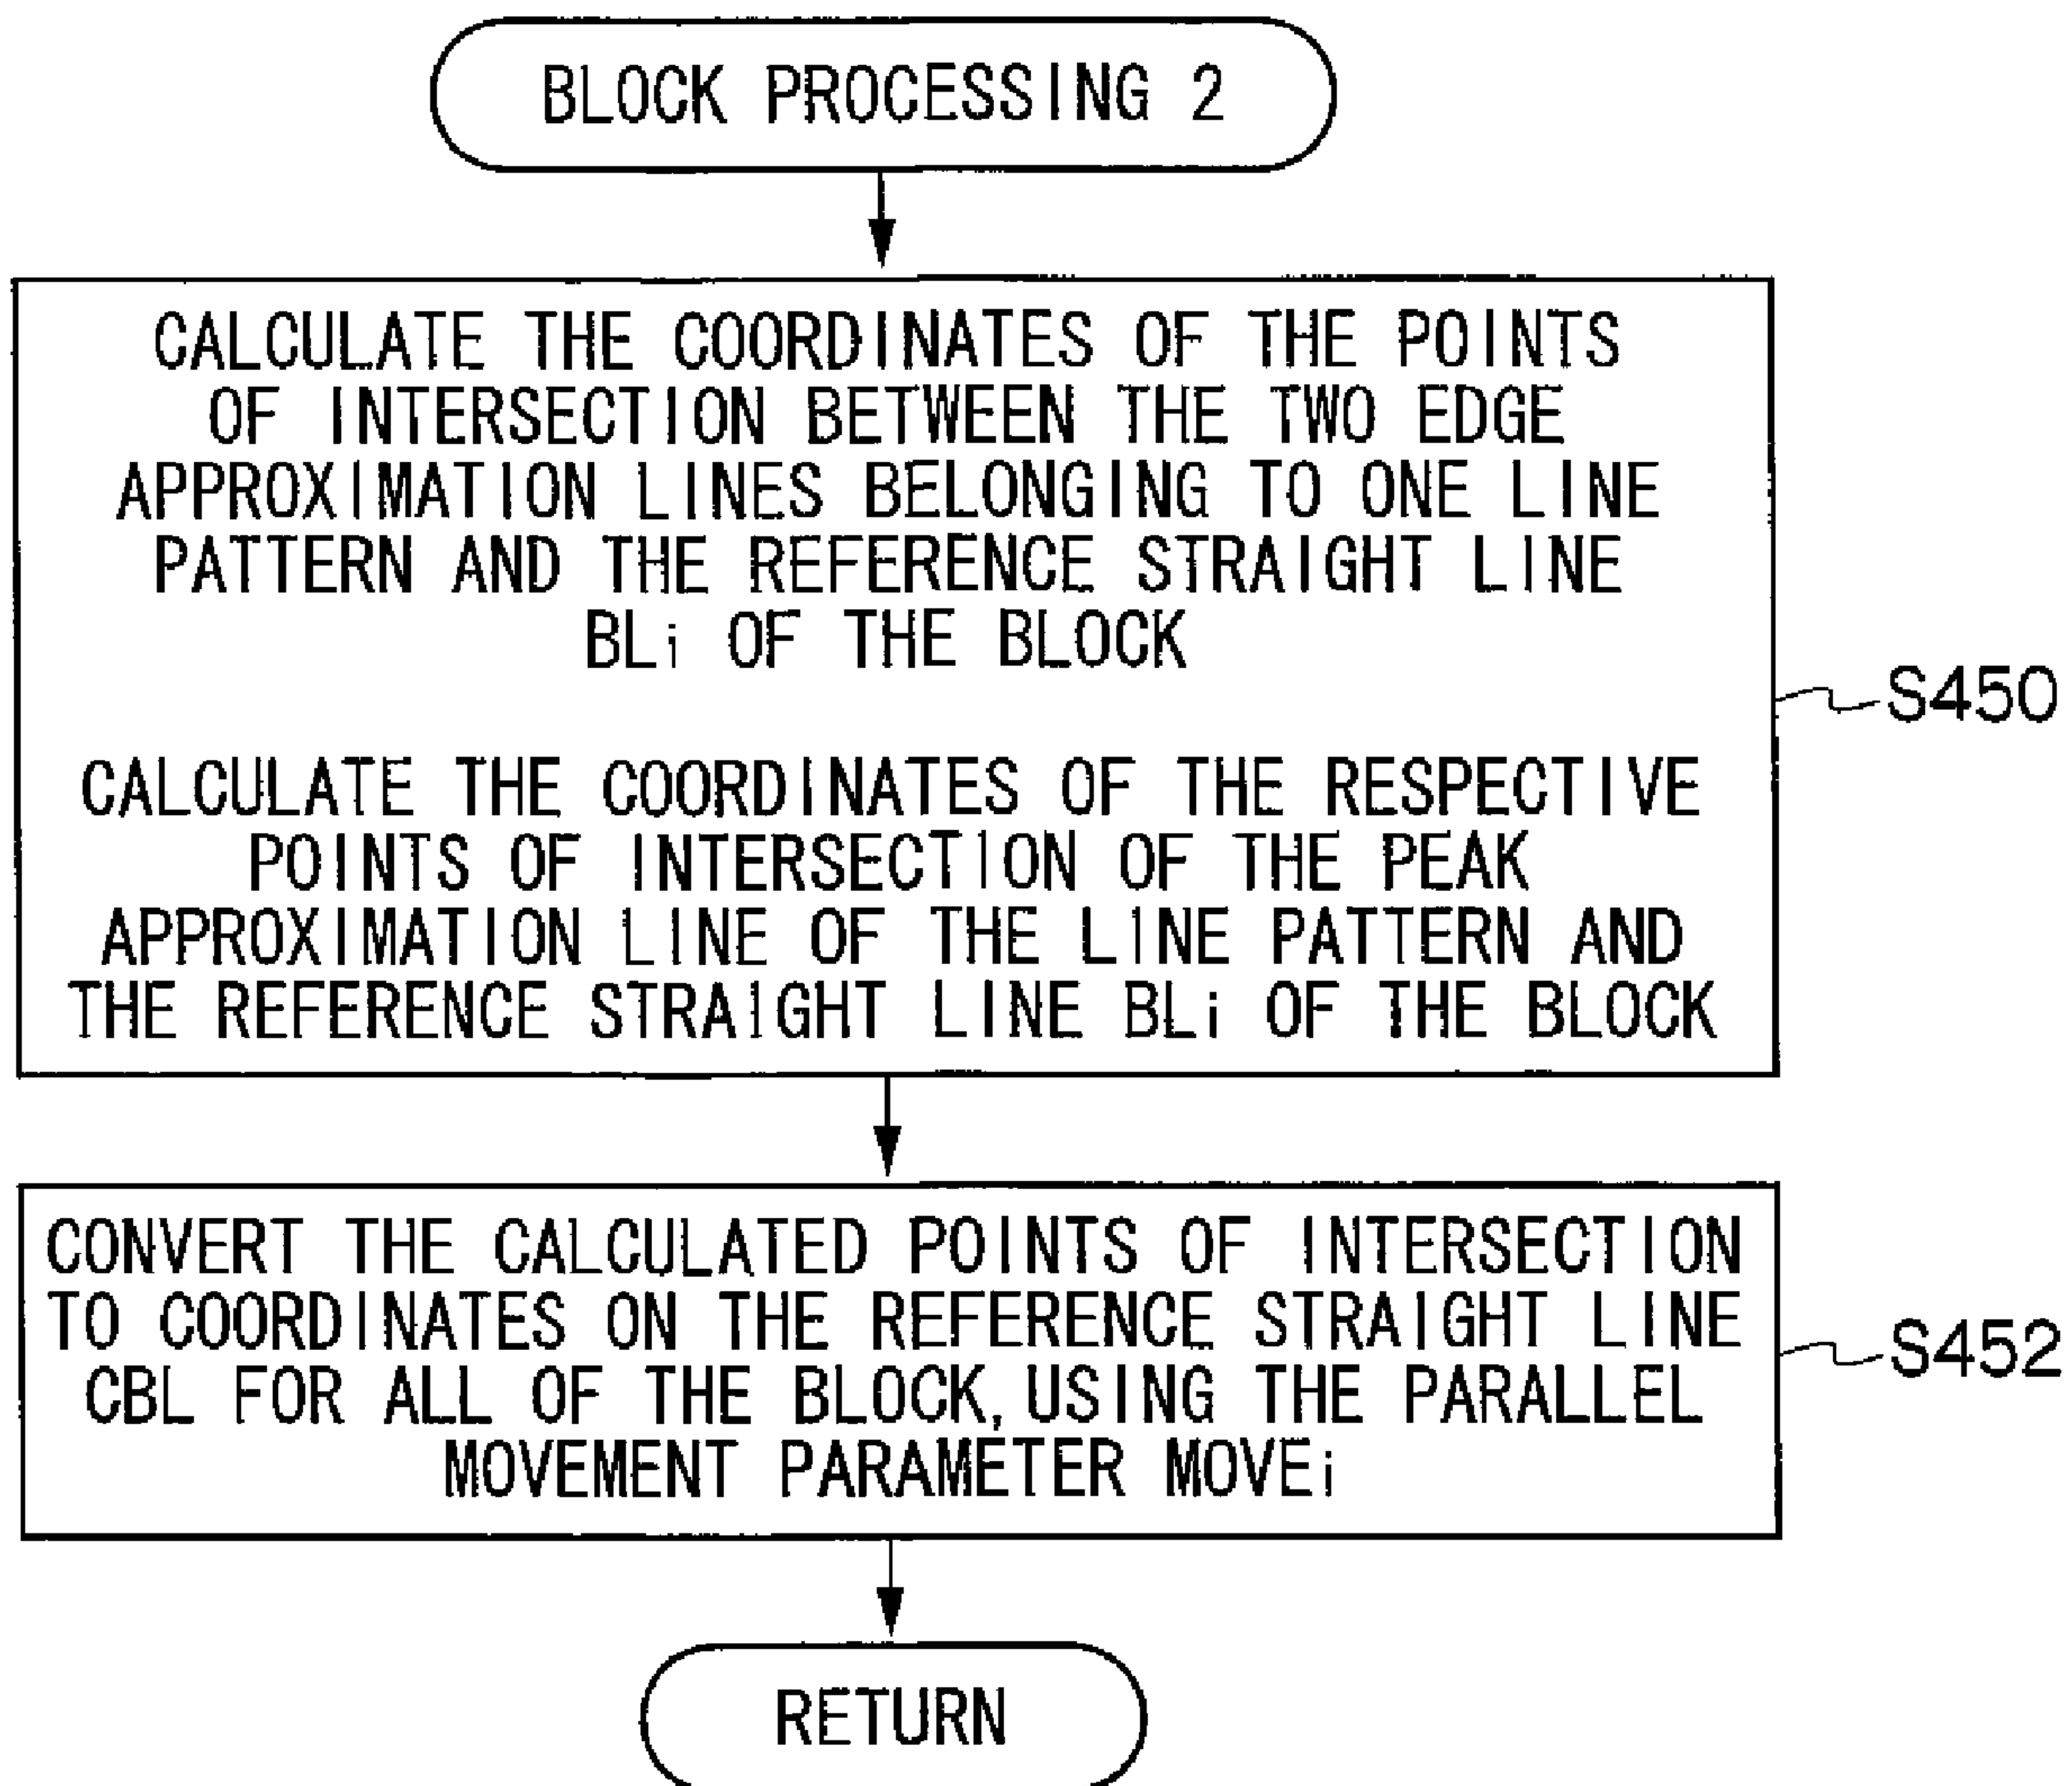 BLOCK PROCESSING 2
CALCULATE THE COORDINATES OF THE POINTS
OF INTERSECTION BETWEEN THE TWO EDGE
APPROXIMATION LINES BELONGING TO ONE LINE
PATTERN AND THE REFERENCE STRAIGHT LINE
BLi OF THE BLOCK
S450
CALCULATE THE COORDINATES OF THE RESPECTIVE
POINTS OF INTERSECTION OF THE PEAK
APPROXIMATION LINE OF THE LINE PATTERN AND
THE REFERENCE STRAIGHT LINE BLi OF THE BLOCK
CONVERT THE CALCULATED POINTS OF INTERSECTION
TO COORDINATES ON THE REFERENCE STRAIGHT LINE
CBL FOR ALL OF THE BLOCK, USING THE PARALLEL
MOVEMENT PARAMETER MOVEi
S452
RETURN